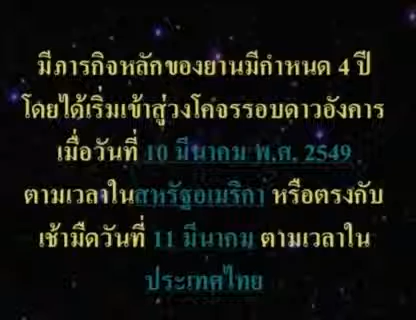 มีภารกิจหลักของยานมีกำหนด 4 ปี
โดยได้เริ่มเข้าสู่วงโคจรรอบดาวอังคาร
เมื่อวันที่ 10 มีนาคม พ.ศ. 2549
ตามเวลาในสหรัฐอเมริกา หรือตรงกับ
เช้ามืดวันที่ 11 มีนาคม ตามเวลาใน
ประเทศไทย